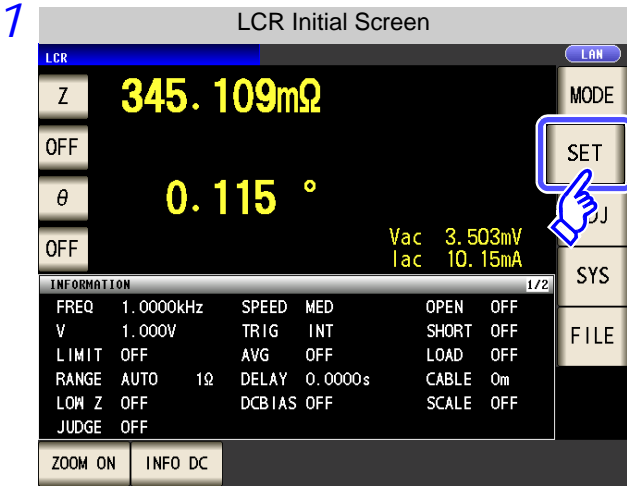 1
LCR Initial Screen
LCR
LAN
Z 345.109mΩ
MODE
OFF
SET
θ 0.115 °
OFF
Vac 3.503mV
Iac 10.15mA
SYS
INFORMATION 1/2
FREQ 1.0000kHz SPEED MED OPEN OFF
V 1.000V TRIG INT SHORT OFF
FILE
LIMIT OFF AVG OFF LOAD OFF
RANGE AUTO 1Ω DELAY 0.0000s CABLE 0m
LOW Z OFF DCBIAS OFF SCALE OFF
JUDGE OFF
ZOOM ON INFO DC